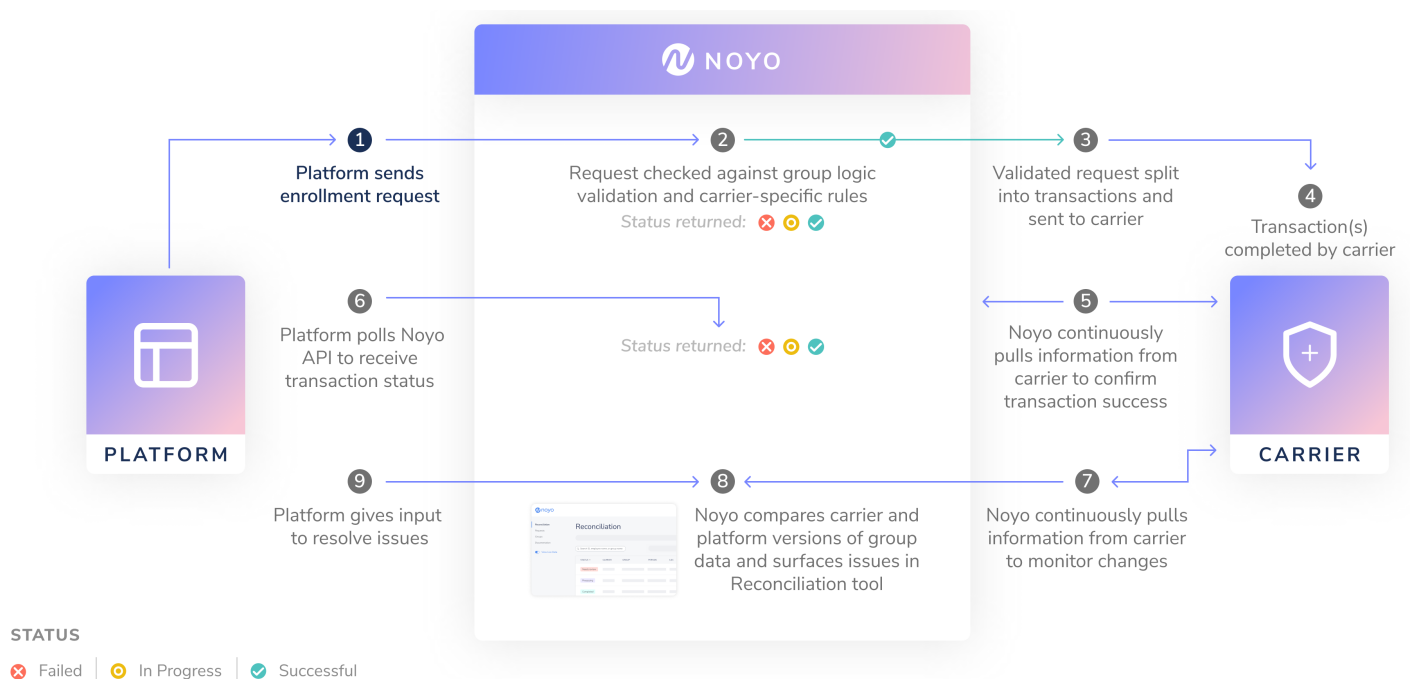 NOYO
1
Platform sends
enrollment request
2
Request checked against group logic
validation and carrier-specific rules
Status returned:
3
Validated request split
into transactions and
sent to carrier
4
Transaction(s)
completed by carrier
PLATFORM
6
Platform polls Noyo
API to receive
transaction status
Status returned:
5
Noyo continuously
pulls information from
carrier to confirm
transaction success
CARRIER
9
Platform gives input
to resolve issues
noyo
Reconciliation
8
Noyo compares carrier and
platform versions of group
data and surfaces issues in
Reconciliation tool
7
Noyo continuously pulls
information from carrier
to monitor changes
STATUS
Failed
In Progress
Successful